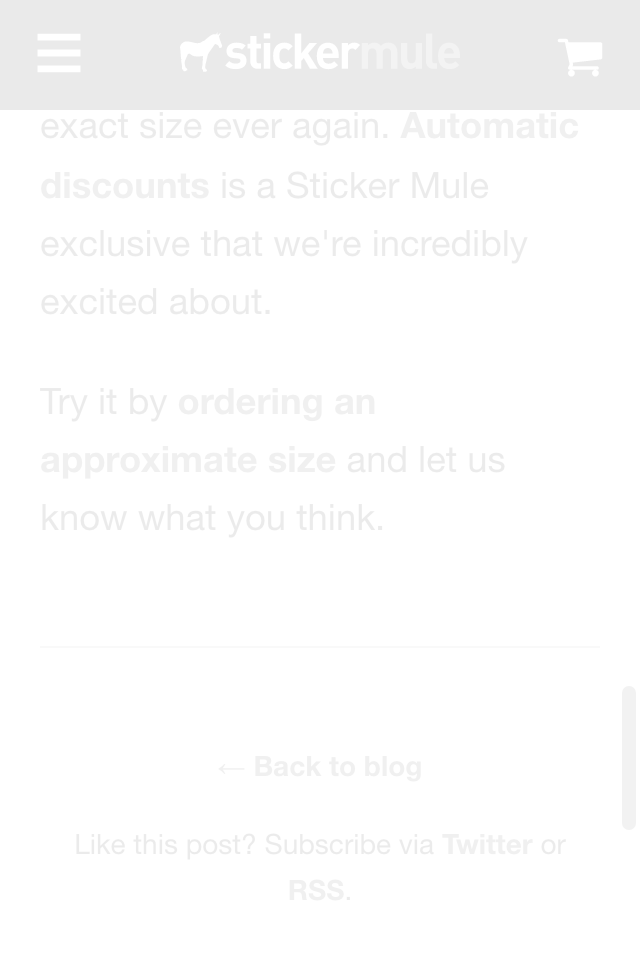 stickermule
exact size ever again. Automatic
discounts is a Sticker Mule
exclusive that we're incredibly
excited about.
Try it by ordering an
approximate size and let us
know what you think.
← Back to blog
Like this post? Subscribe via Twitter or
RSS.